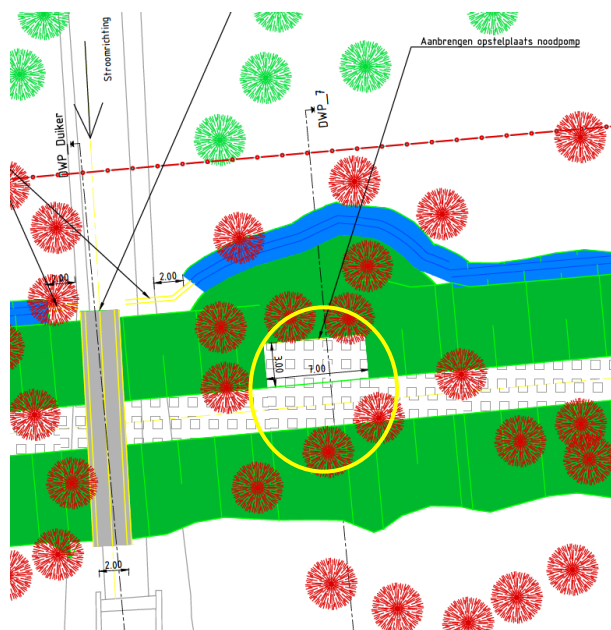 Aanbrengen opstelplaats noodpomp
Stroomrichting
DWP_Duiker
DWP_7
2.00
2.00
3.00
7.00
2.00